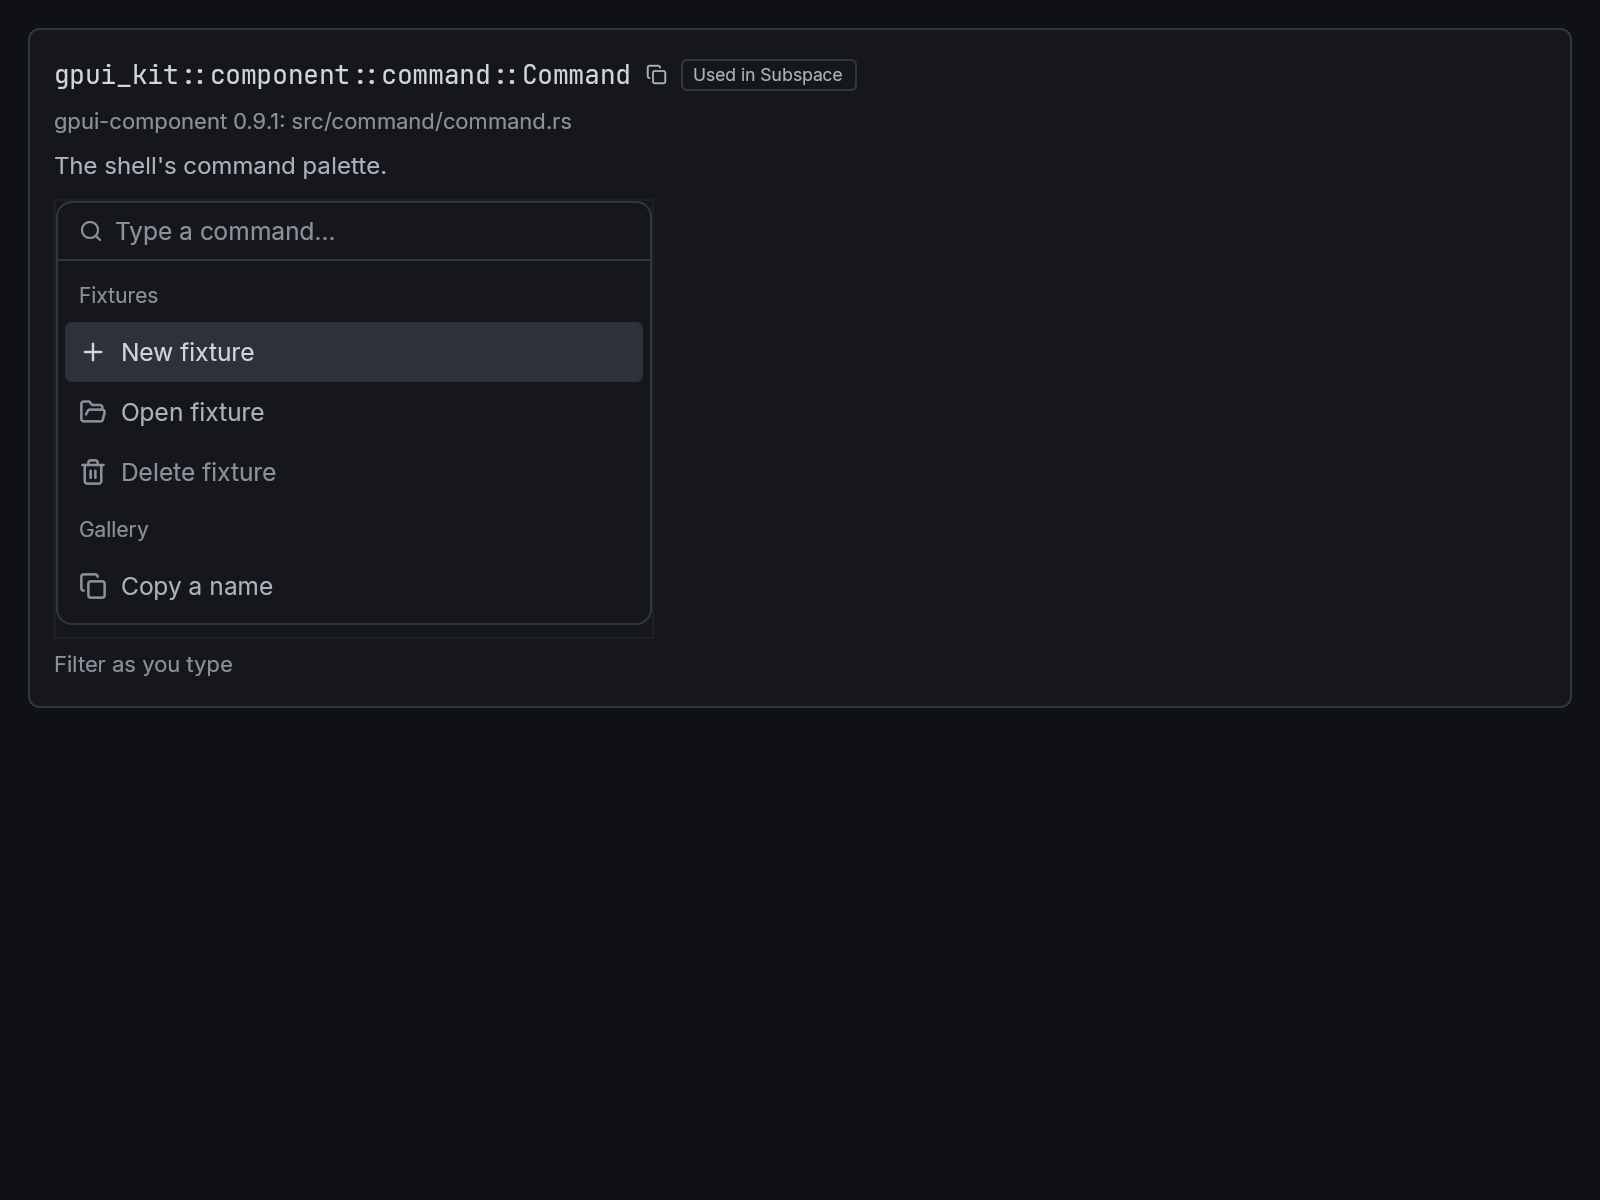 gpui_kit::component::command::Command
Used in Subspace
gpui-component 0.9.1: src/command/command.rs
The shell's command palette.
Type a command...
Fixtures
New fixture
Open fixture
Delete fixture
Gallery
Copy a name
Filter as you type